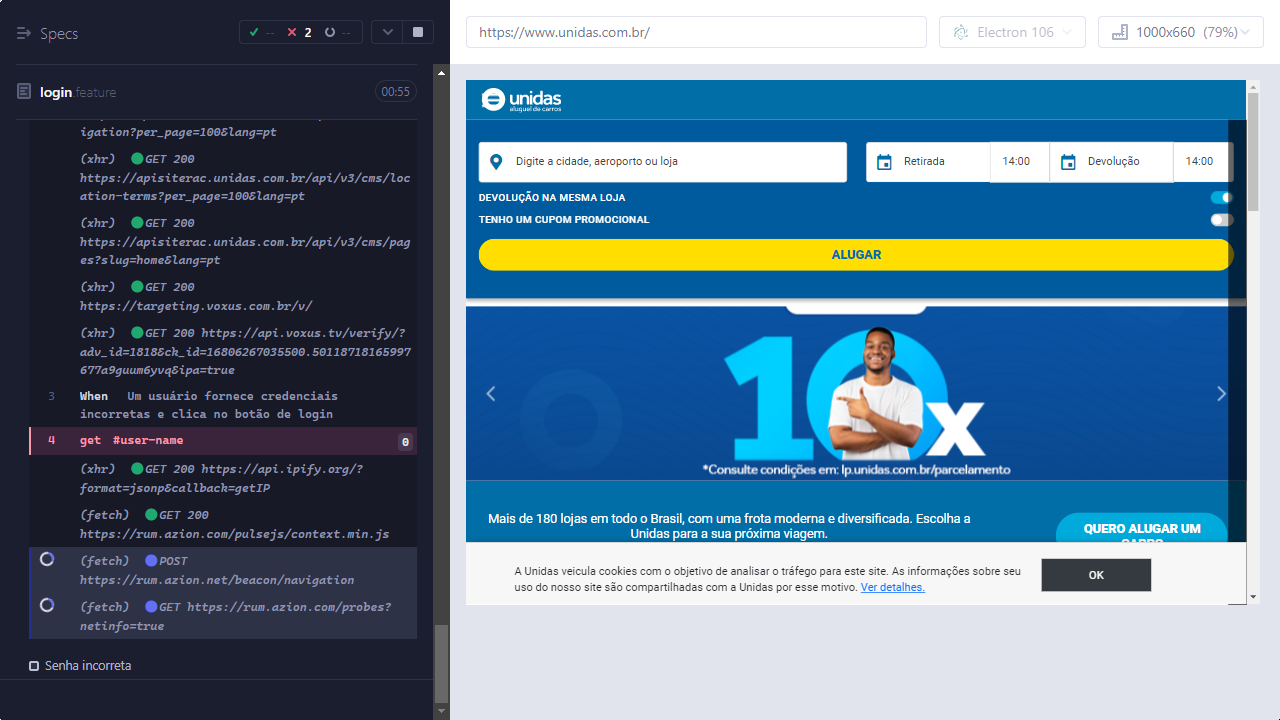 Specs
--
2
--
https://www.unidas.com.br/
Electron 106
1000x660 (79%)
login.feature
00:55
igation?per_page=100&lang=pt
(xhr) GET 200
https://apisiterac.unidas.com.br/api/v3/cms/loc
ation-terms?per_page=100&lang=pt
(xhr) GET 200
https://apisiterac.unidas.com.br/api/v3/cms/pag
es?slug=home&lang=pt
(xhr) GET 200
https://targeting.voxus.com.br/v/
(xhr) GET 200 https://api.voxus.tv/verify/?
adv_id=1818&ck_id=16806267035500.50118718165997
677a9guum6yvq&ipa=true
3 When Um usuário fornece credenciais
incorretas e clica no botão de login
4 get #user-name 0
(xhr) GET 200 https://api.ipify.org/?
format=jsonp&callback=getIP
(fetch) GET 200
https://rum.azion.com/pulsejs/context.min.js
(fetch) POST
https://rum.azion.net/beacon/navigation
(fetch) GET https://rum.azion.com/probes?
netinfo=true
Senha incorreta
unidas
aluguel de carros
Digite a cidade, aeroporto ou loja
Retirada
14:00
Devolução
14:00
DEVOLUÇÃO NA MESMA LOJA
TENHO UM CUPOM PROMOCIONAL
ALUGAR
10x
*Consulte condições em: lp.unidas.com.br/parcelamento
Mais de 180 lojas em todo o Brasil, com uma frota moderna e diversificada. Escolha a
Unidas para a sua próxima viagem.
QUERO ALUGAR UM
CARRO
A Unidas veicula cookies com o objetivo de analisar o tráfego para este site. As informações sobre seu
uso do nosso site são compartilhadas com a Unidas por esse motivo. Ver detalhes.
OK